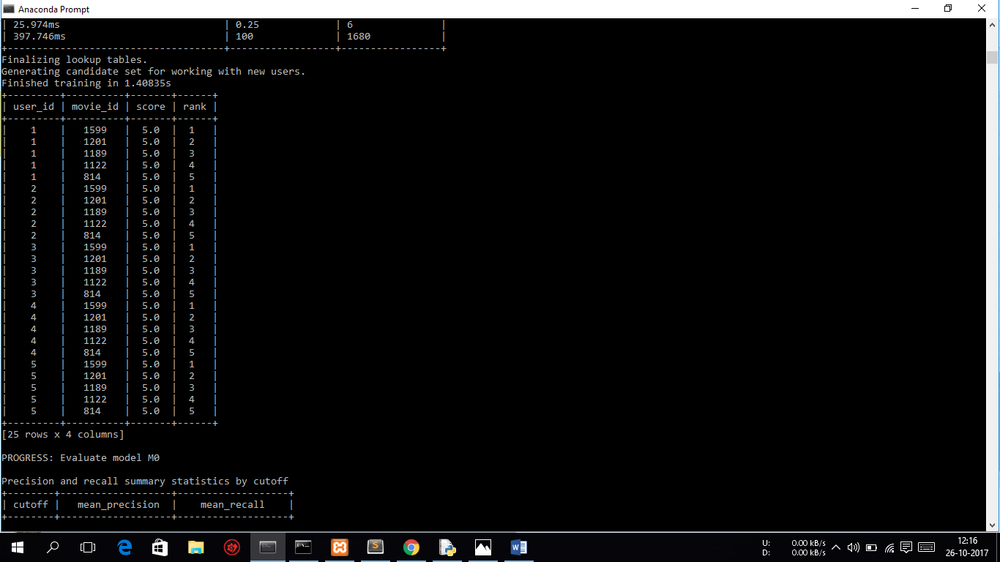 Anaconda Prompt
| 25.974ms | 0.25 | 6 |
| 397.746ms | 100 | 1680 |
+-------------------------------------+------------------+-----------------+
Finalizing lookup tables.
Generating candidate set for working with new users.
Finished training in 1.40835s
+---------+----------+-------+------+
| user_id | movie_id | score | rank |
+---------+----------+-------+------+
| 1 | 1599 | 5.0 | 1 |
| 1 | 1201 | 5.0 | 2 |
| 1 | 1189 | 5.0 | 3 |
| 1 | 1122 | 5.0 | 4 |
| 1 | 814 | 5.0 | 5 |
| 2 | 1599 | 5.0 | 1 |
| 2 | 1201 | 5.0 | 2 |
| 2 | 1189 | 5.0 | 3 |
| 2 | 1122 | 5.0 | 4 |
| 2 | 814 | 5.0 | 5 |
| 3 | 1599 | 5.0 | 1 |
| 3 | 1201 | 5.0 | 2 |
| 3 | 1189 | 5.0 | 3 |
| 3 | 1122 | 5.0 | 4 |
| 3 | 814 | 5.0 | 5 |
| 4 | 1599 | 5.0 | 1 |
| 4 | 1201 | 5.0 | 2 |
| 4 | 1189 | 5.0 | 3 |
| 4 | 1122 | 5.0 | 4 |
| 4 | 814 | 5.0 | 5 |
| 5 | 1599 | 5.0 | 1 |
| 5 | 1201 | 5.0 | 2 |
| 5 | 1189 | 5.0 | 3 |
| 5 | 1122 | 5.0 | 4 |
| 5 | 814 | 5.0 | 5 |
+---------+----------+-------+------+
[25 rows x 4 columns]
PROGRESS: Evaluate model M0
Precision and recall summary statistics by cutoff
+--------+-------------------+-------------------+
| cutoff | mean_precision | mean_recall |
+--------+-------------------+-------------------+
U: 0.00 kB/s
D: 0.00 kB/s
12:16
26-10-2017